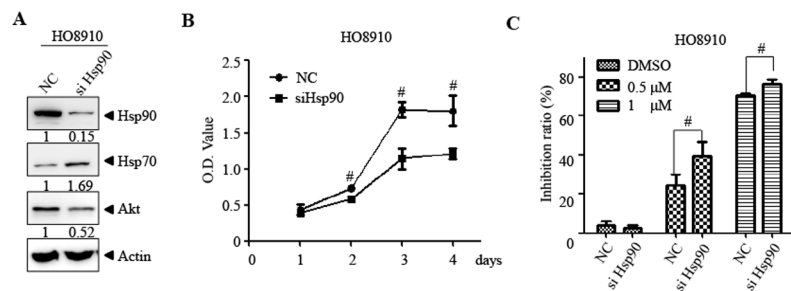 A
HO8910
NC
si Hsp90
Hsp90
1 0.15
Hsp70
1 1.69
Akt
1 0.52
Actin
B
HO8910
NC
siHsp90
O.D. Value
2.5
2.0
1.5
1.0
0.5
0
# # #
1 2 3 4 days
C
HO8910
DMSO
0.5 μM
1 μM
Inhibition ratio (%)
80
60
40
20
0
# #
NC si Hsp90 NC si Hsp90 NC si Hsp90